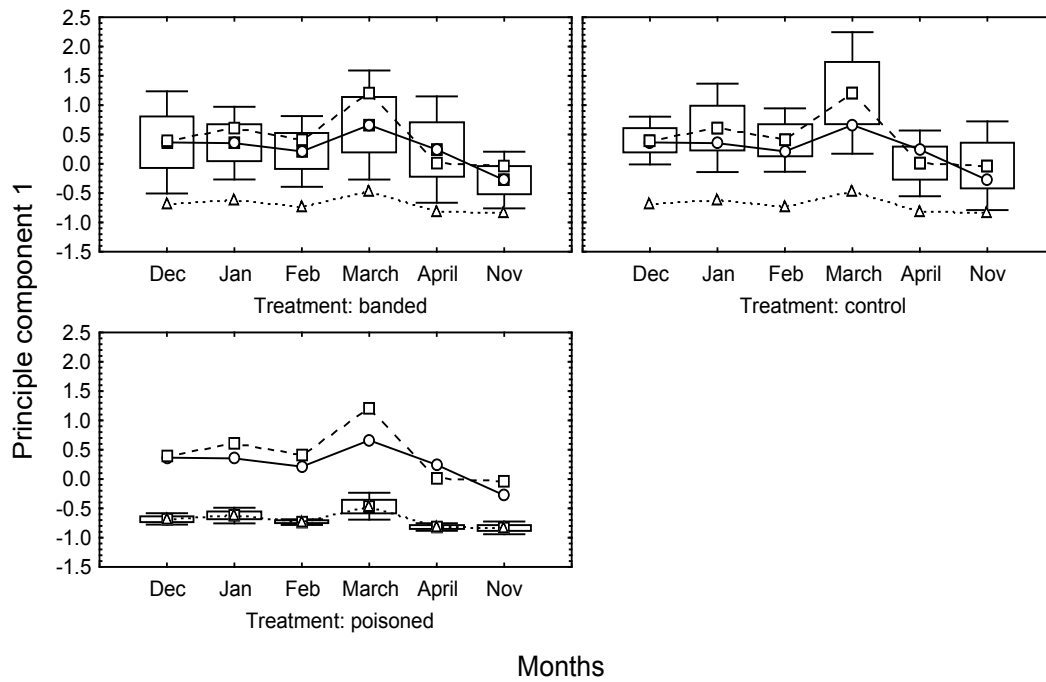 2.5
2.0
1.5
1.0
0.5
0.0
-0.5
-1.0
-1.5
Dec Jan Feb March April Nov
Treatment: banded
Dec Jan Feb March April Nov
Treatment: control
2.5
2.0
1.5
1.0
0.5
0.0
-0.5
-1.0
-1.5
Dec Jan Feb March April Nov
Treatment: poisoned
Principle component 1
Months